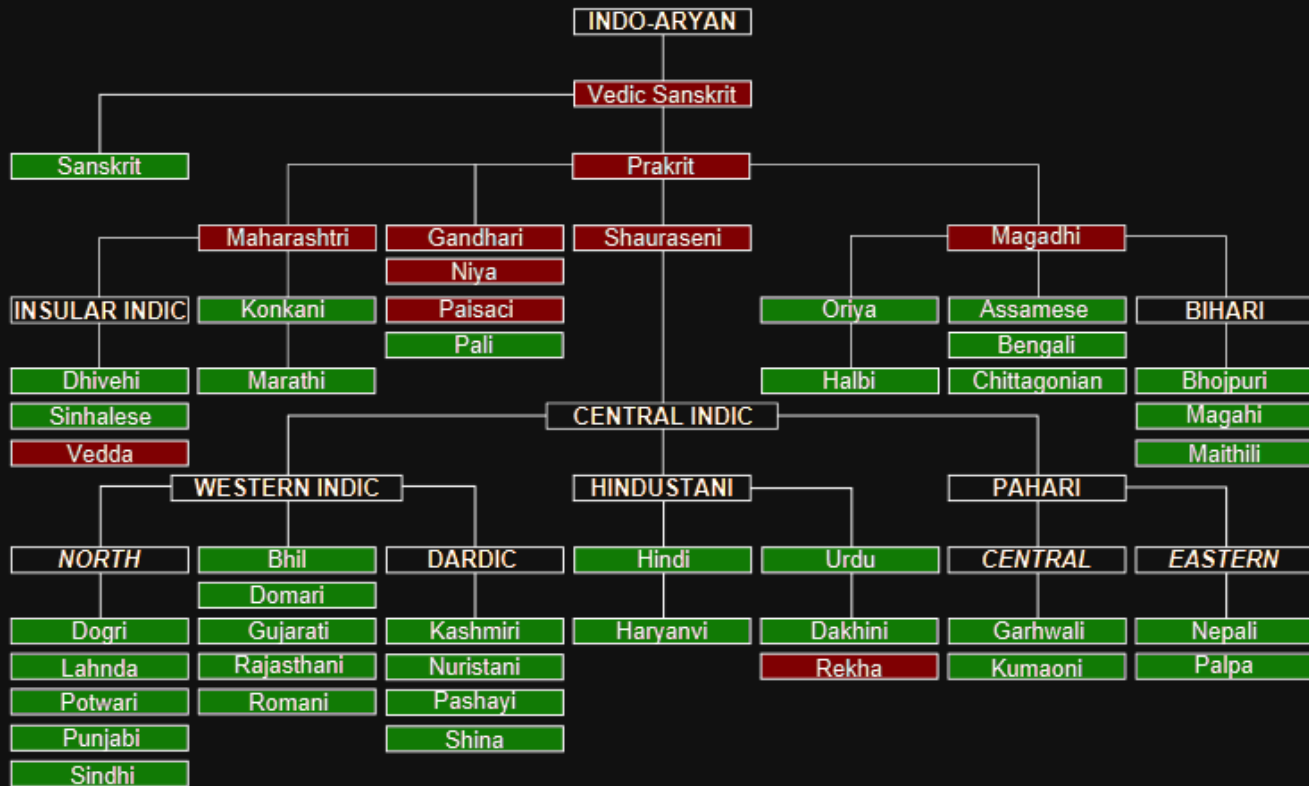 INDO-ARYAN
Vedic Sanskrit
Sanskrit
Prakrit
Maharashtri
Gandhari
Shauraseni
Magadhi
Niya
INSULAR INDIC
Konkani
Paisaci
Oriya
Assamese
BIHARI
Pali
Bengali
Dhivehi
Marathi
Halbi
Chittagonian
Bhojpuri
Sinhalese
CENTRAL INDIC
Magahi
Vedda
Maithili
WESTERN INDIC
HINDUSTANI
PAHARI
NORTH
Bhil
DARDIC
Hindi
Urdu
CENTRAL
EASTERN
Domari
Dogri
Gujarati
Kashmiri
Haryanvi
Dakhini
Garhwali
Nepali
Lahnda
Rajasthani
Nuristani
Rekha
Kumaoni
Palpa
Potwari
Romani
Pashayi
Punjabi
Shina
Sindhi